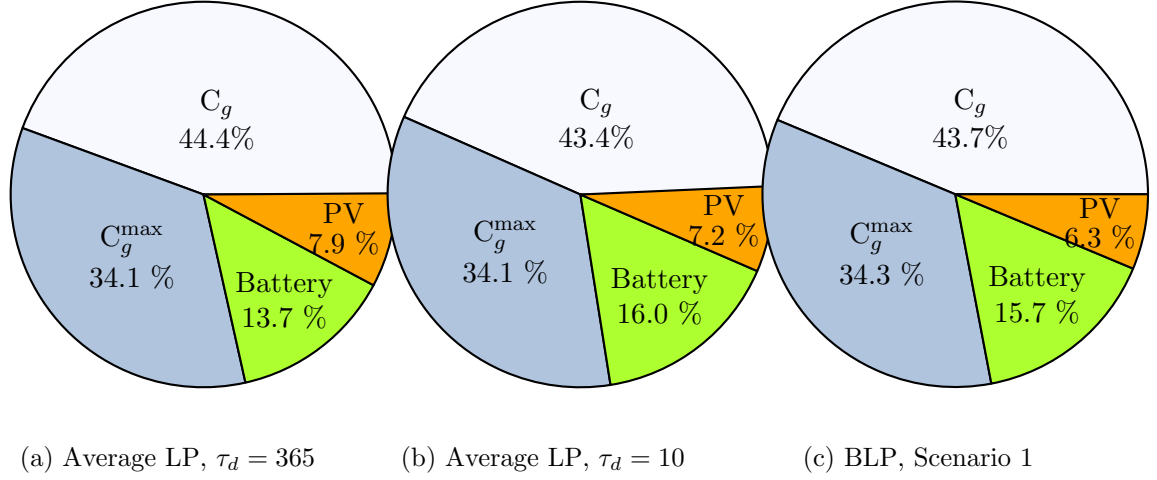 C_g
44.4%
PV
7.9 %
C_g^max
34.1 %
Battery
13.7 %
(a) Average LP, τ_d = 365
C_g
43.4%
PV
7.2 %
C_g^max
34.1 %
Battery
16.0 %
(b) Average LP, τ_d = 10
C_g
43.7%
PV
6.3 %
C_g^max
34.3 %
Battery
15.7 %
(c) BLP, Scenario 1